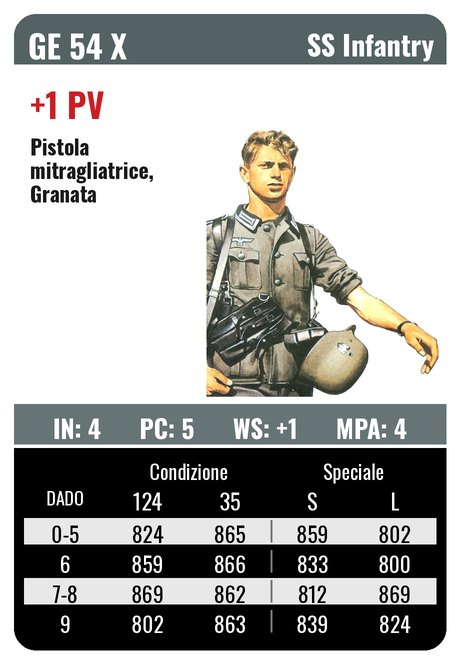 GE 54 X SS Infantry
+1 PV
Pistola
mitragliatrice,
Granata
IN: 4 PC: 5 WS: +1 MPA: 4
Condizione Speciale
DADO 124 35 S L
0-5 824 865 859 802
6 859 866 833 800
7-8 869 862 812 869
9 802 863 839 824